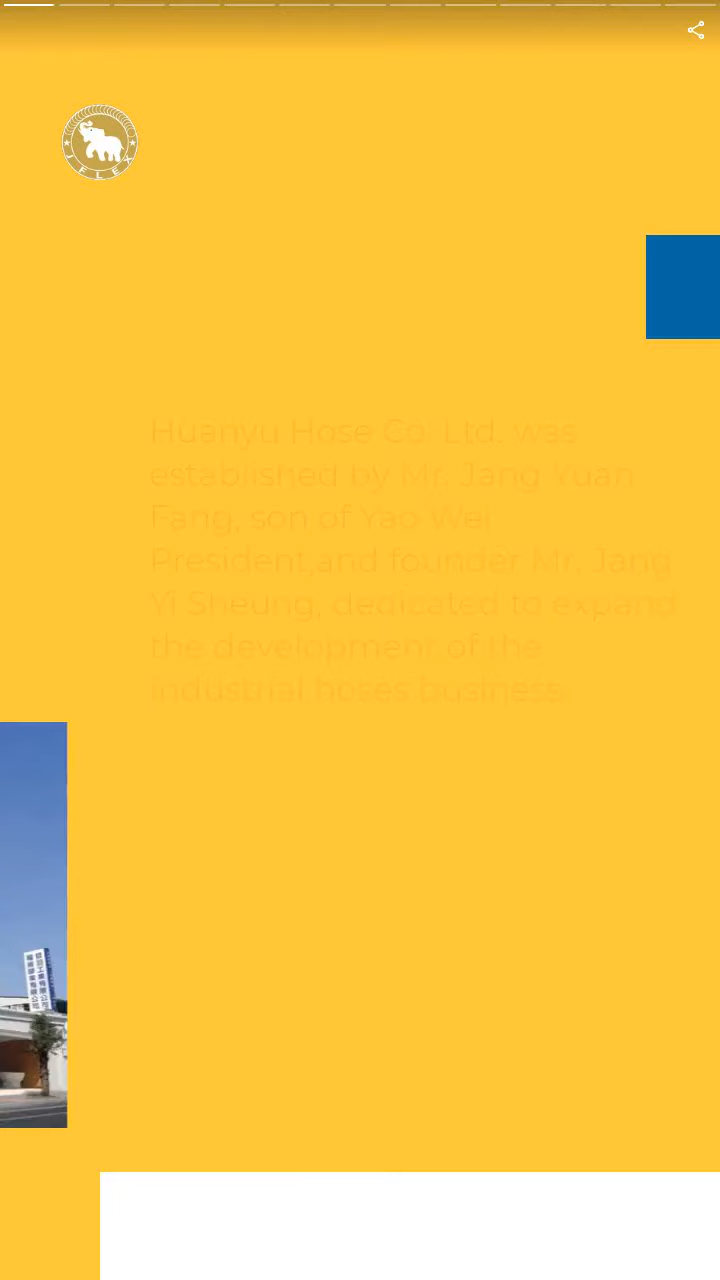 J FLEX
Huanyu Hose Co. Ltd. was
established by Mr. Jang Yuan
Fang, son of Yao Wei
President,and founder Mr. Jang
Yi Sheung, dedicated to expand
the development of the
industrial hoses business.